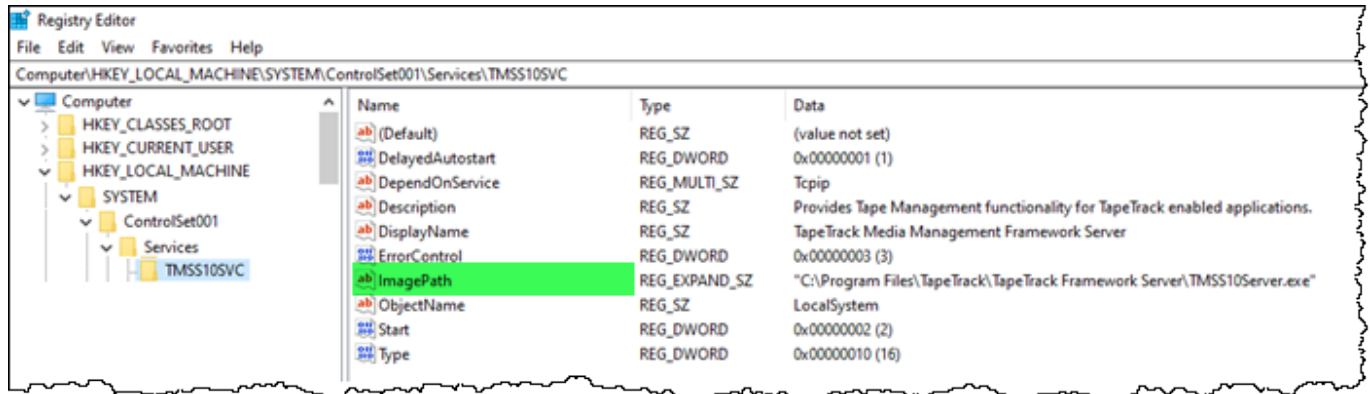 Registry Editor
File Edit View Favorites Help
Computer\HKEY_LOCAL_MACHINE\SYSTEM\ControlSet001\Services\TMSS10SVC
Computer
HKEY_CLASSES_ROOT
HKEY_CURRENT_USER
HKEY_LOCAL_MACHINE
SYSTEM
ControlSet001
Services
TMSS10SVC
Name Type Data
(Default) REG_SZ (value not set)
DelayedAutostart REG_DWORD 0x00000001 (1)
DependOnService REG_MULTI_SZ Tcpip
Description REG_SZ Provides Tape Management functionality for TapeTrack enabled applications.
DisplayName REG_SZ TapeTrack Media Management Framework Server
ErrorControl REG_DWORD 0x00000003 (3)
ImagePath REG_EXPAND_SZ "C:\Program Files\TapeTrack\TapeTrack Framework Server\TMSS10Server.exe"
ObjectName REG_SZ LocalSystem
Start REG_DWORD 0x00000002 (2)
Type REG_DWORD 0x00000010 (16)